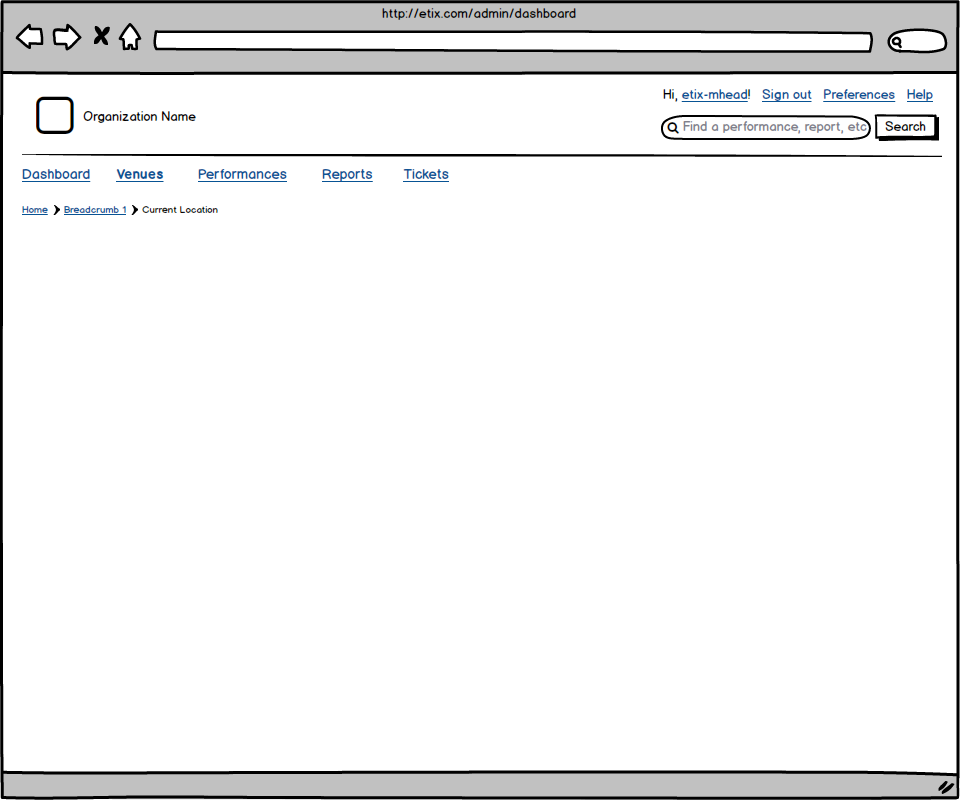 http://etix.com/admin/dashboard
Hi, etix-mhead! Sign out Preferences Help
Organization Name
Find a performance, report, etc Search
Dashboard Venues Performances Reports Tickets
Home Breadcrumb 1 Current Location